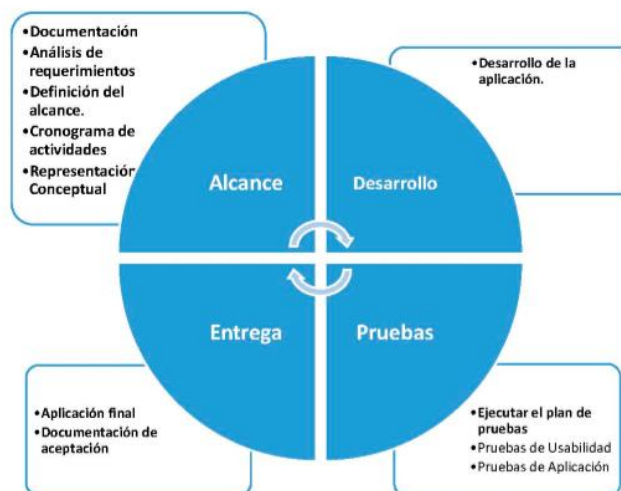 •Documentación
•Análisis de
requerimientos
•Definición del
alcance.
•Cronograma de
actividades
•Representación
Conceptual
Alcance
•Desarrollo de la
aplicación.
Desarrollo
Entrega
•Aplicación final
•Documentación de
aceptación
Pruebas
•Ejecutar el plan de
pruebas
•Pruebas de Usabilidad
•Pruebas de Aplicación